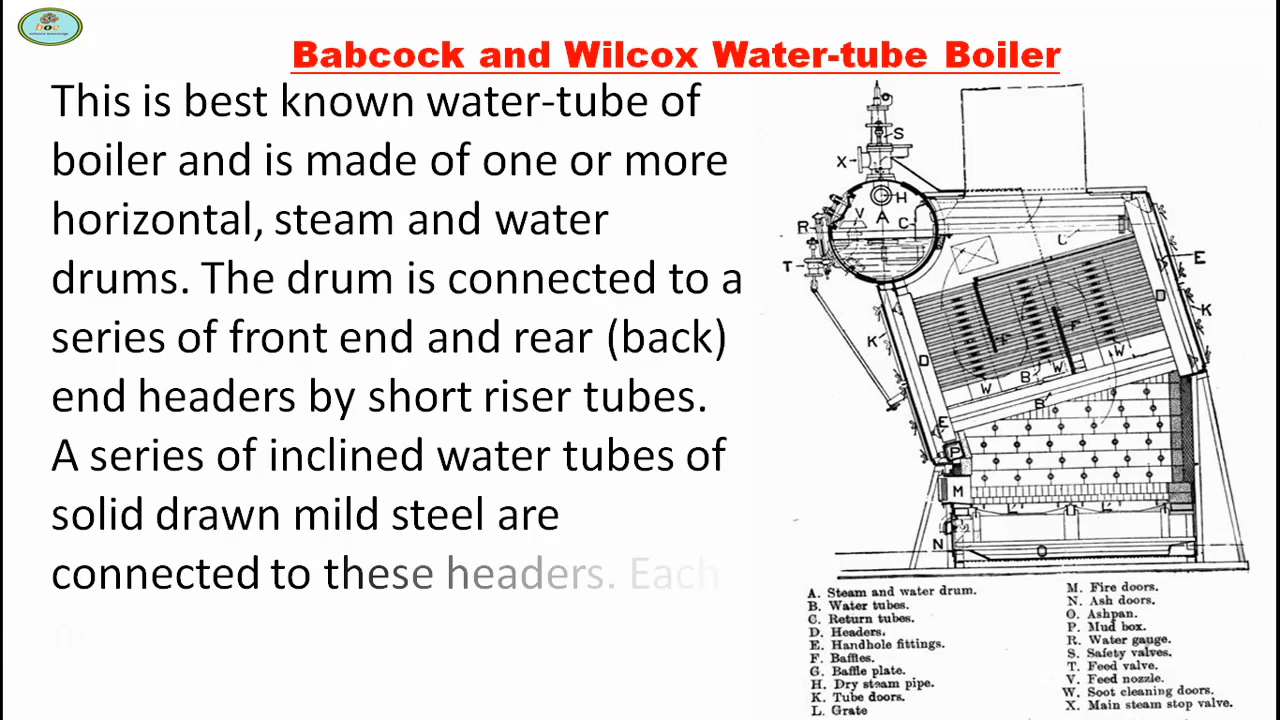 Babcock and Wilcox Water-tube Boiler
This is best known water-tube of
boiler and is made of one or more
horizontal, steam and water
drums. The drum is connected to a
series of front end and rear (back)
end headers by short riser tubes.
A series of inclined water tubes of
solid drawn mild steel are
connected to these headers. Each
S
X
H
V
A
R
C
T
C
E
K
K
D
F
F
W
B
W
W
B
E
P
M
L
L
N
O
A. Steam and water drum.
B. Water tubes.
C. Return tubes.
D. Headers.
E. Handhole fittings.
F. Baffles.
G. Baffle plate.
H. Dry steam pipe.
K. Tube doors.
L. Grate
M. Fire doors.
N. Ash doors.
O. Ashpan.
P. Mud box.
R. Water gauge.
S. Safety valves.
T. Feed valve.
V. Feed nozzle.
W. Soot cleaning doors.
X. Main steam stop valve.